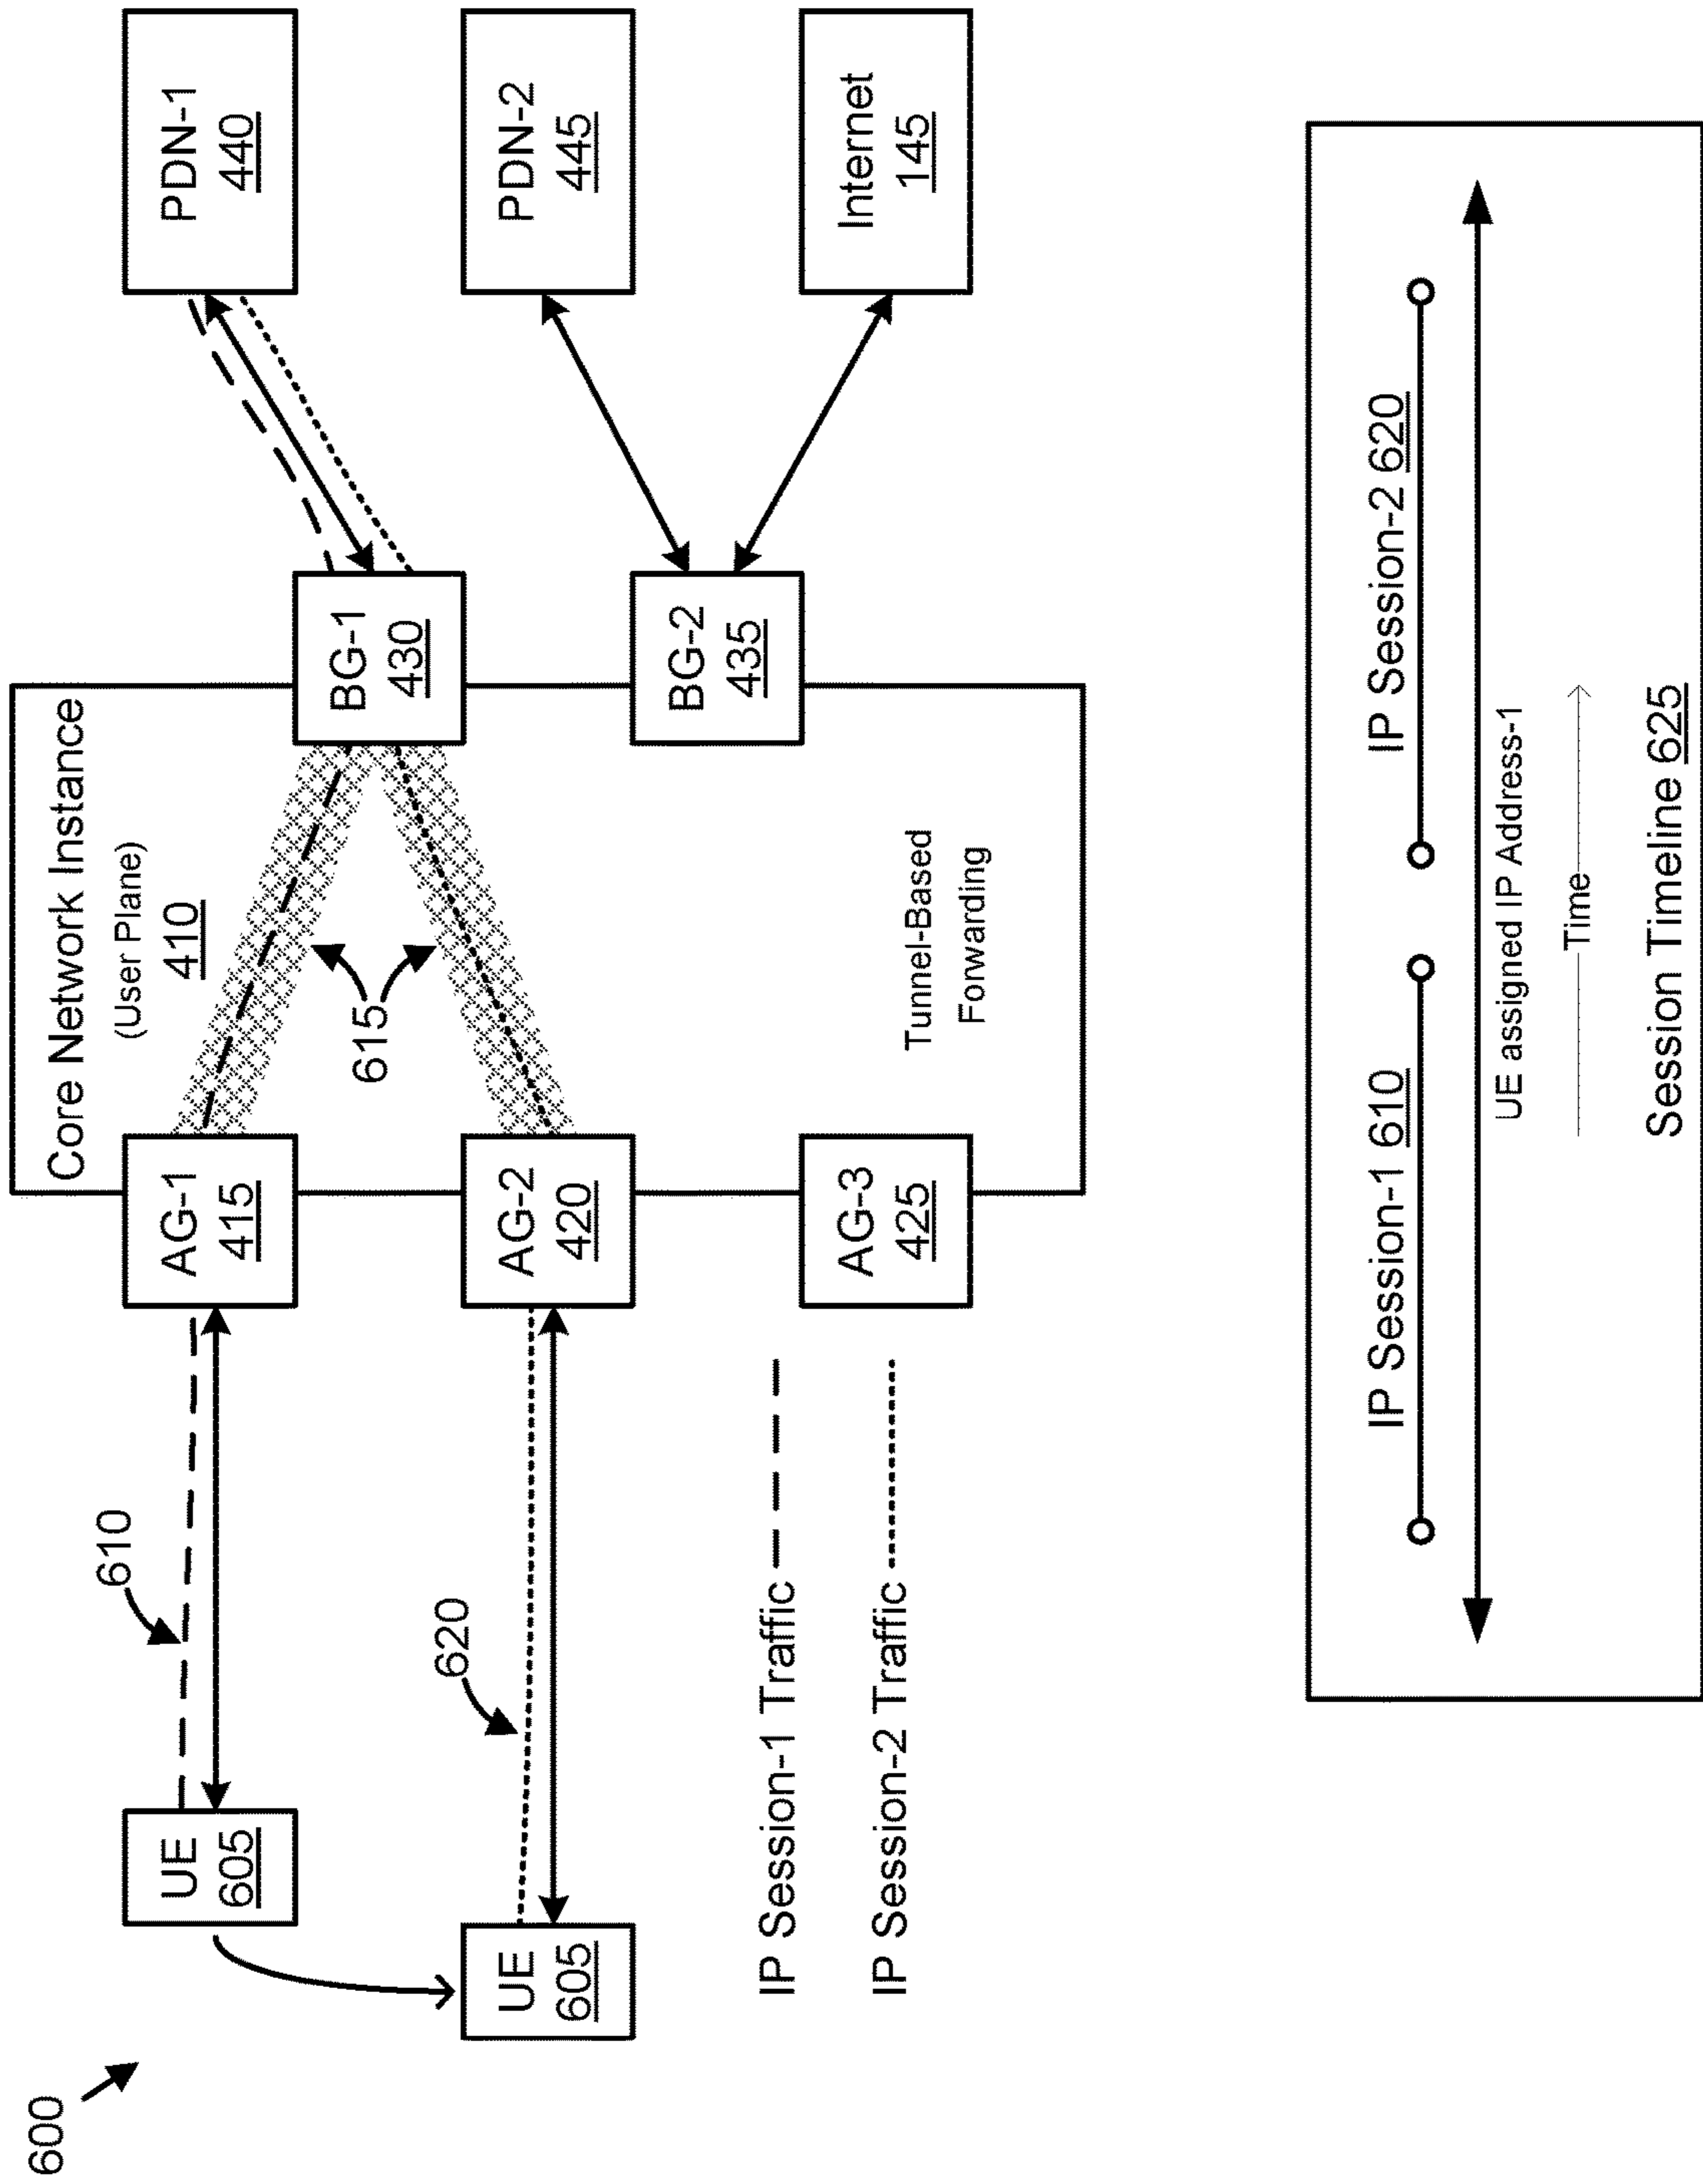 600
UE
605
UE
605
610
620
IP Session-1 Traffic
IP Session-2 Traffic
Core Network Instance
(User Plane)
410
AG-1
415
AG-2
420
AG-3
425
615
Tunnel-Based
Forwarding
BG-1
430
BG-2
435
PDN-1
440
PDN-2
445
Internet
145
IP Session-1 610
IP Session-2 620
UE assigned IP Address-1
Time
Session Timeline 625